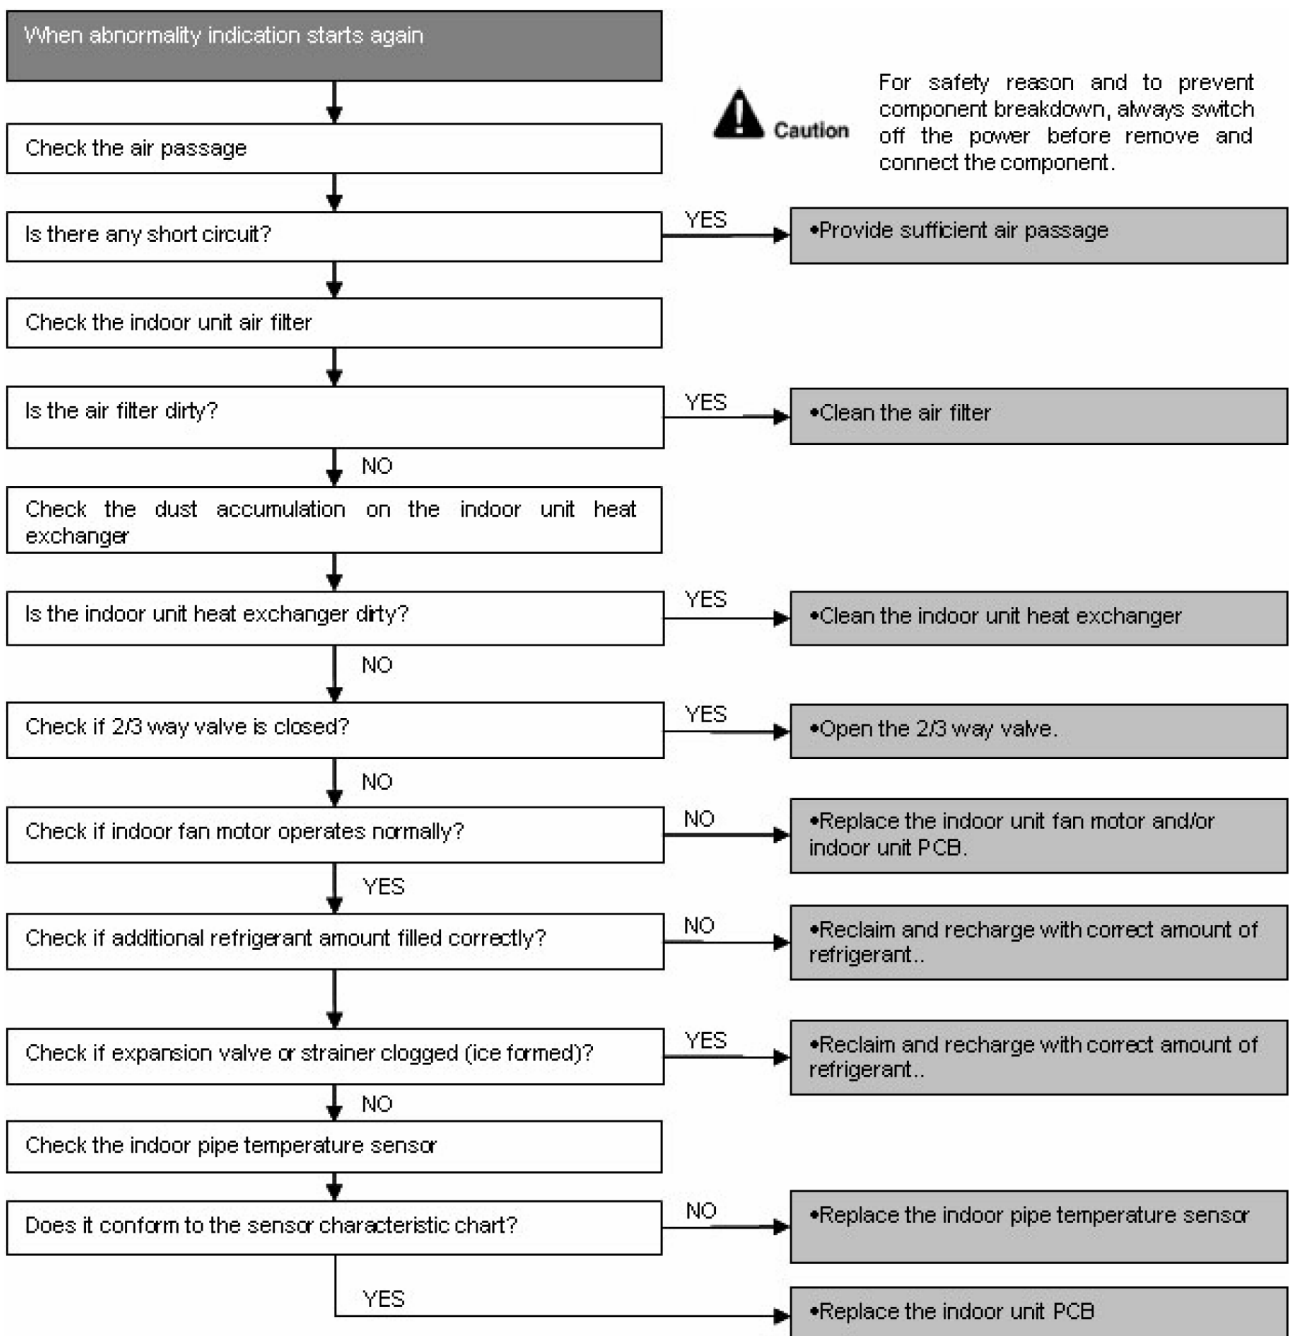 When abnormality indication starts again
For safety reason and to prevent
component breakdown, always switch
off the power before remove and
connect the component.
Caution
Check the air passage
Is there any short circuit?
YES
•Provide sufficient air passage
Check the indoor unit air filter
Is the air filter dirty?
YES
•Clean the air filter
NO
Check the dust accumulation on the indoor unit heat
exchanger
Is the indoor unit heat exchanger dirty?
YES
•Clean the indoor unit heat exchanger
NO
Check if 2/3 way valve is closed?
YES
•Open the 2/3 way valve.
NO
Check if indoor fan motor operates normally?
NO
•Replace the indoor unit fan motor and/or
indoor unit PCB.
YES
Check if additional refrigerant amount filled correctly?
NO
•Reclaim and recharge with correct amount of
refrigerant..
Check if expansion valve or strainer clogged (ice formed)?
YES
•Reclaim and recharge with correct amount of
refrigerant..
NO
Check the indoor pipe temperature sensor
Does it conform to the sensor characteristic chart?
NO
•Replace the indoor pipe temperature sensor
YES
•Replace the indoor unit PCB